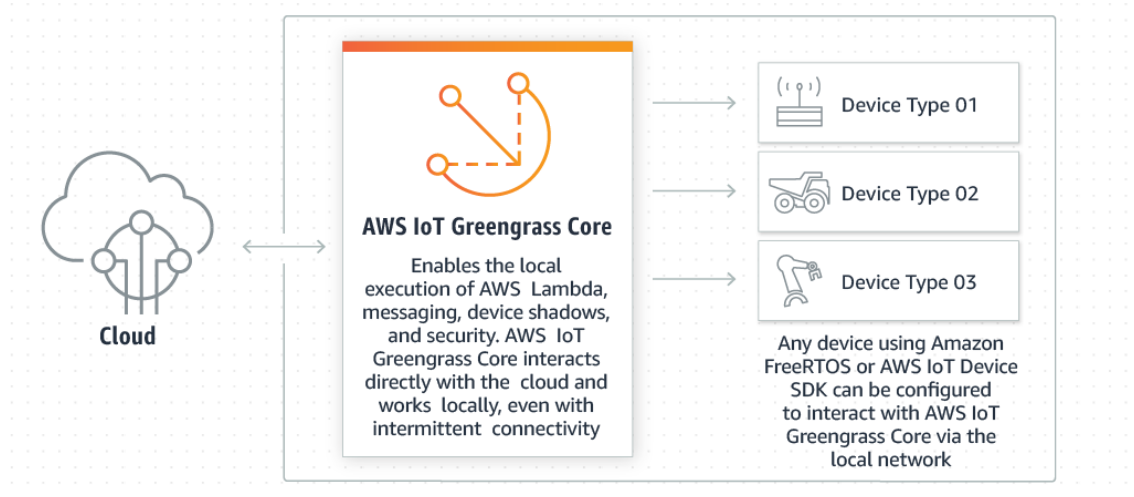 Cloud
AWS IoT Greengrass Core
Enables the local
execution of AWS Lambda,
messaging, device shadows,
and security. AWS IoT
Greengrass Core interacts
directly with the cloud and
works locally, even with
intermittent connectivity
Device Type 01
Device Type 02
Device Type 03
Any device using Amazon
FreeRTOS or AWS IoT Device
SDK can be configured
to interact with AWS IoT
Greengrass Core via the
local network